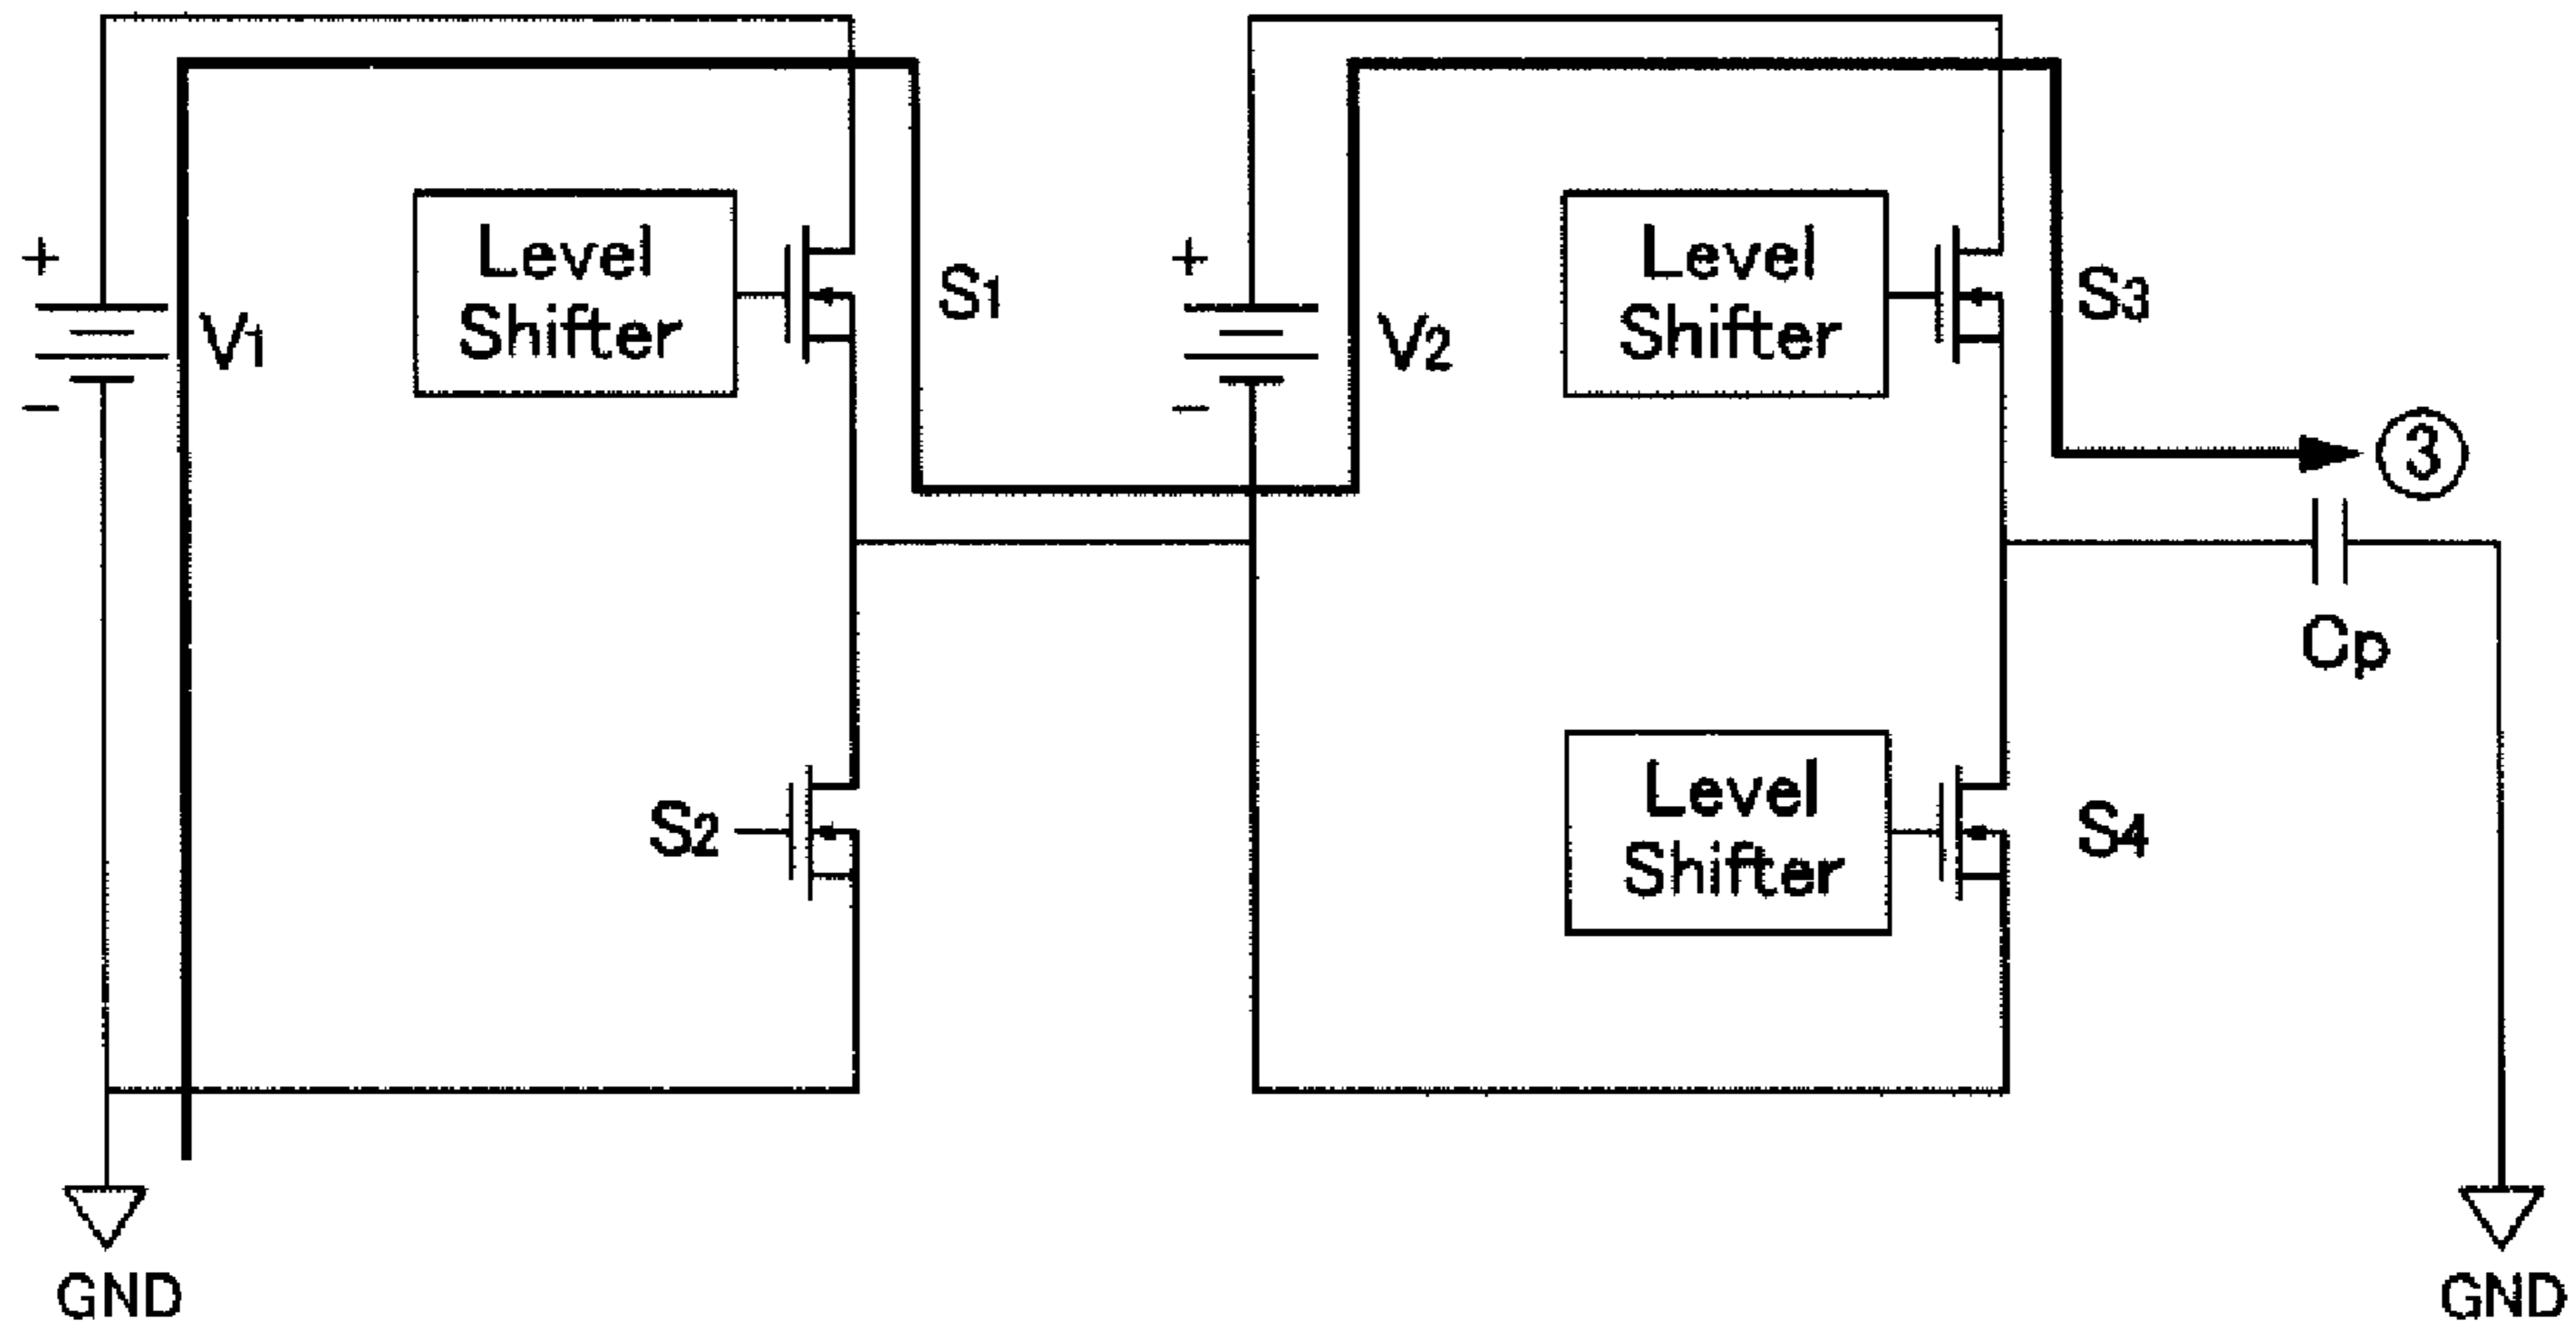 +
V1
-
Level
Shifter
S1
S2
+
V2
-
Level
Shifter
S3
③
Cp
Level
Shifter
S4
GND
GND